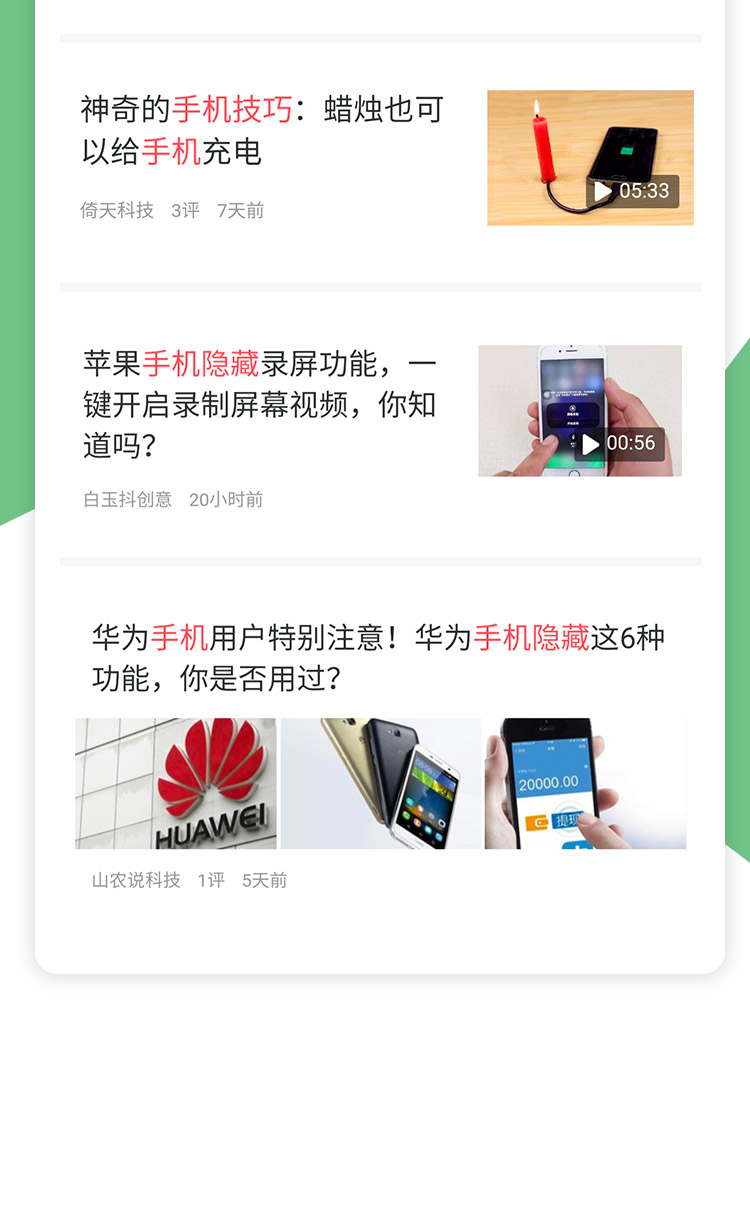 神奇的手机技巧：蜡烛也可
以给手机充电
05:33
倚天科技 3评 7天前
苹果手机隐藏录屏功能，一
键开启录制屏幕视频，你知
道吗？
00:56
白玉抖创意 20小时前
华为手机用户特别注意！华为手机隐藏这6种
功能，你是否用过？
HUAWEI
20000.00
提现
山农说科技 1评 5天前